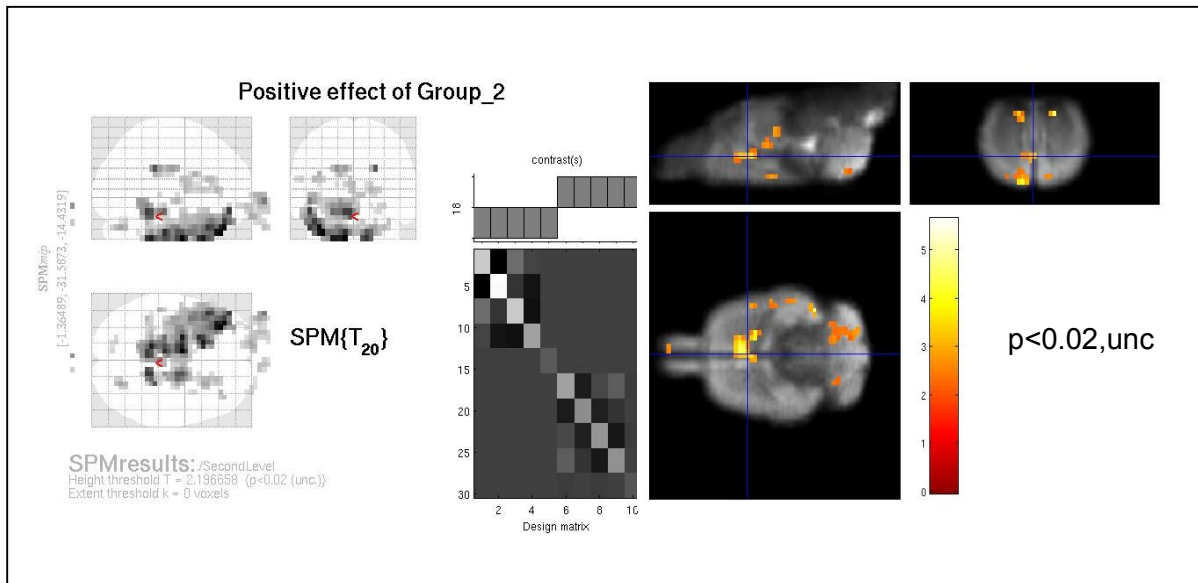 Positive effect of Group_2
SPMmip
[-1.36489, -31.5873, -14.4319]
<
<
<
SPM{T20}
SPMresults: ./SecondLevel
Height threshold T = 2.196658 {p<0.02 (unc.)}
Extent threshold k = 0 voxels
contrast(s)
18
5
10
15
20
25
30
2 4 6 8 10
Design matrix
5
4
3
2
1
0
p<0.02,unc